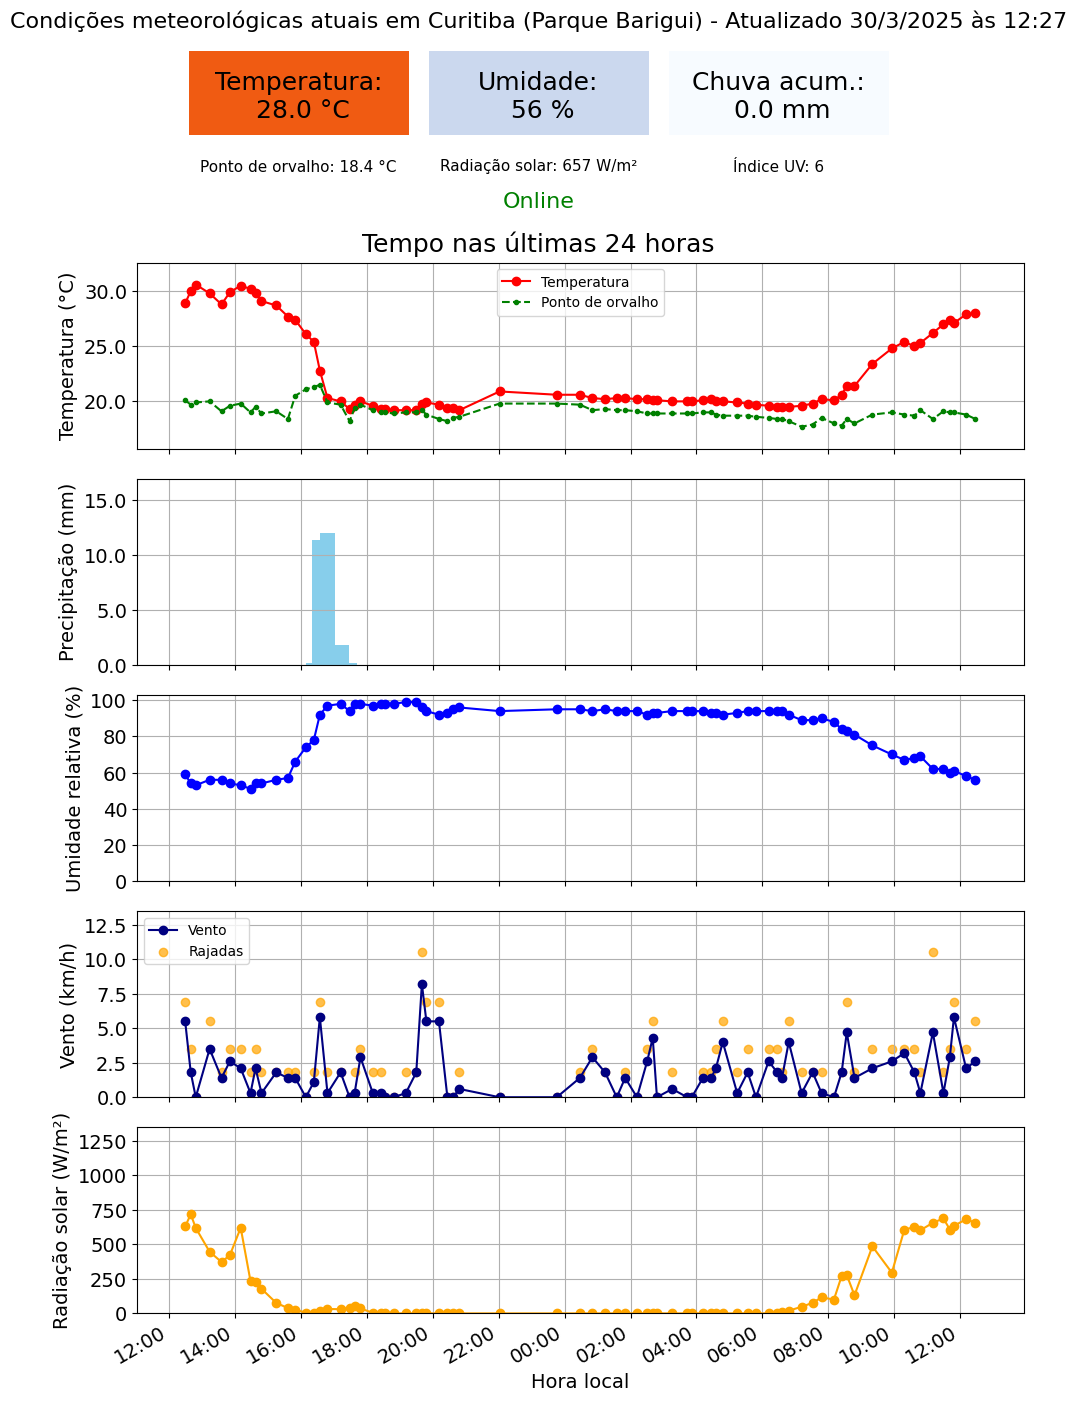 Condições meteorológicas atuais em Curitiba (Parque Barigui) - Atualizado 30/3/2025 às 12:27
Temperatura:
28.0 °C
Umidade:
56 %
Chuva acum.:
0.0 mm
Ponto de orvalho: 18.4 °C
Radiação solar: 657 W/m²
Índice UV: 6
Online
Tempo nas últimas 24 horas
Temperatura (°C)
30.0
25.0
20.0
Temperatura
Ponto de orvalho
Precipitação (mm)
15.0
10.0
5.0
0.0
Umidade relativa (%)
100
80
60
40
20
0
Vento (km/h)
12.5
10.0
7.5
5.0
2.5
0.0
Vento
Rajadas
Radiação solar (W/m²)
1250
1000
750
500
250
0
12:00
14:00
16:00
18:00
20:00
22:00
00:00
02:00
04:00
06:00
08:00
10:00
12:00
Hora local